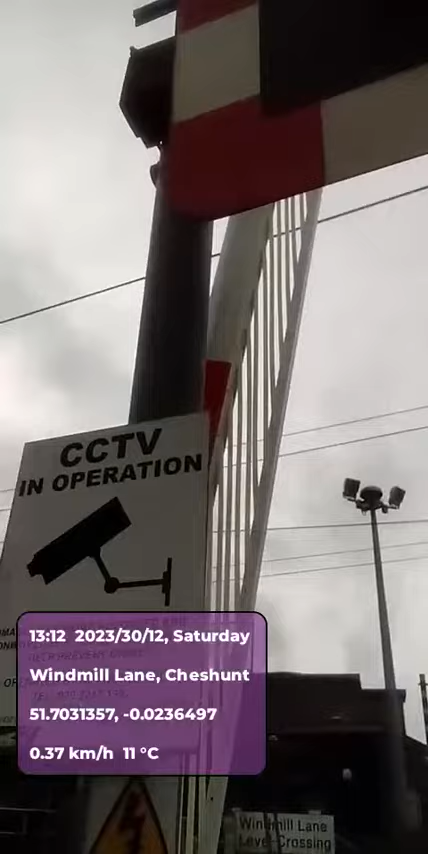 CCTV
IN OPERATION
13:12 2023/30/12, Saturday
Windmill Lane, Cheshunt
51.7031357, -0.0236497
0.37 km/h 11 °C
Windmill Lane
Level Crossing